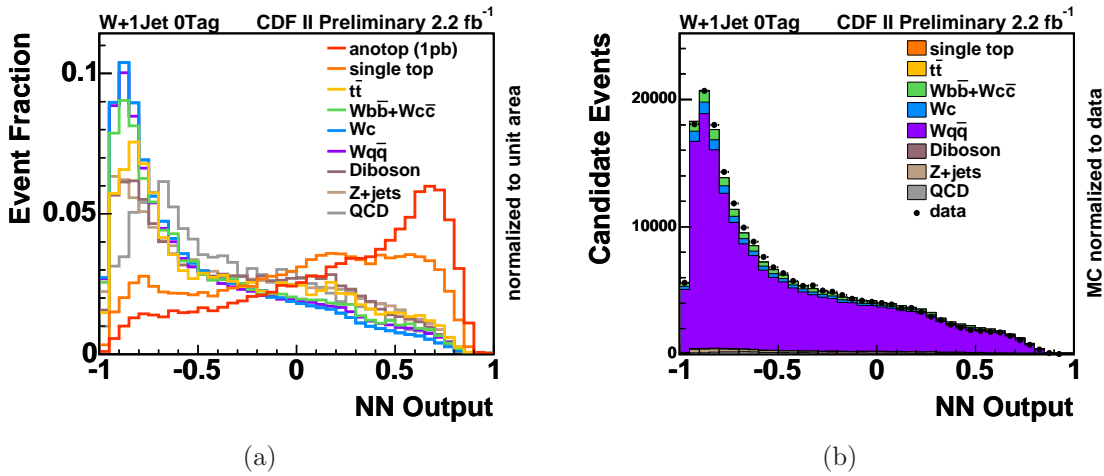 W+1Jet 0Tag CDF II Preliminary 2.2 fb⁻¹
Event Fraction
0.1
0.05
0
anotop (1pb)
single top
tt̄
Wbb̄+Wcc̄
Wc
Wqq̄
Diboson
Z+jets
QCD
normalized to unit area
-1 -0.5 0 0.5 1
NN Output
(a)
W+1Jet 0Tag CDF II Preliminary 2.2 fb⁻¹
Candidate Events
20000
10000
0
single top
tt̄
Wbb̄+Wcc̄
Wc
Wqq̄
Diboson
Z+jets
QCD
data
MC normalized to data
-1 -0.5 0 0.5 1
NN Output
(b)